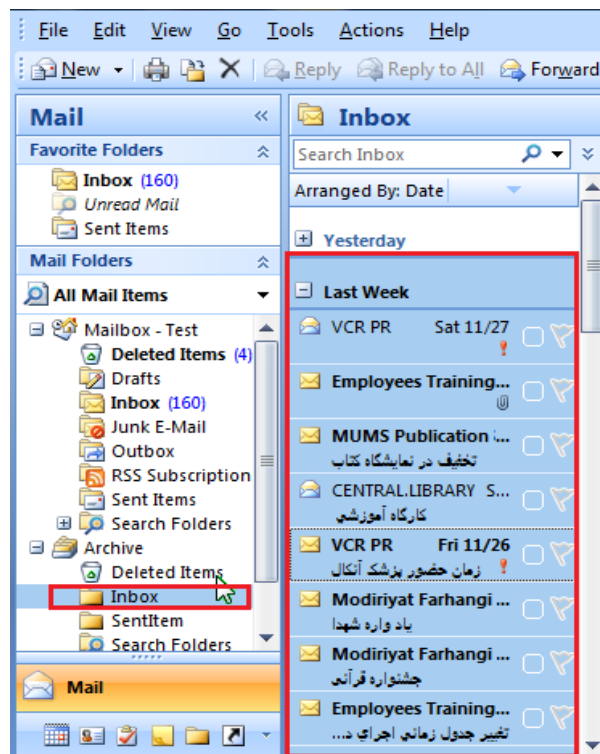 File Edit View Go Tools Actions Help
New Reply Reply to All Forward
Mail «
Favorite Folders
Inbox (160)
Unread Mail
Sent Items
Mail Folders
All Mail Items
Mailbox - Test
Deleted Items (4)
Drafts
Inbox (160)
Junk E-Mail
Outbox
RSS Subscription
Sent Items
Search Folders
Archive
Deleted Items
Inbox
SentItem
Search Folders
Mail
Inbox
Search Inbox
Arranged By: Date
Yesterday
Last Week
VCR PR Sat 11/27
Employees Training...
MUMS Publication ...
تخفیف در نمایشگاه کتاب
CENTRAL.LIBRARY S...
کارگاه آموزشی
VCR PR Fri 11/26
زمان حضور پزشک آنکال
Modiriyat Farhangi ...
یاد واره شهدا
Modiriyat Farhangi ...
جشنواره قرآنی
Employees Training...
تغییر جدول زمانی اجرای د...